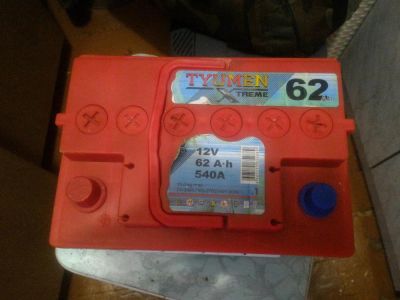 TYUMEN
XTREME
62
12V
62 A·h
540A